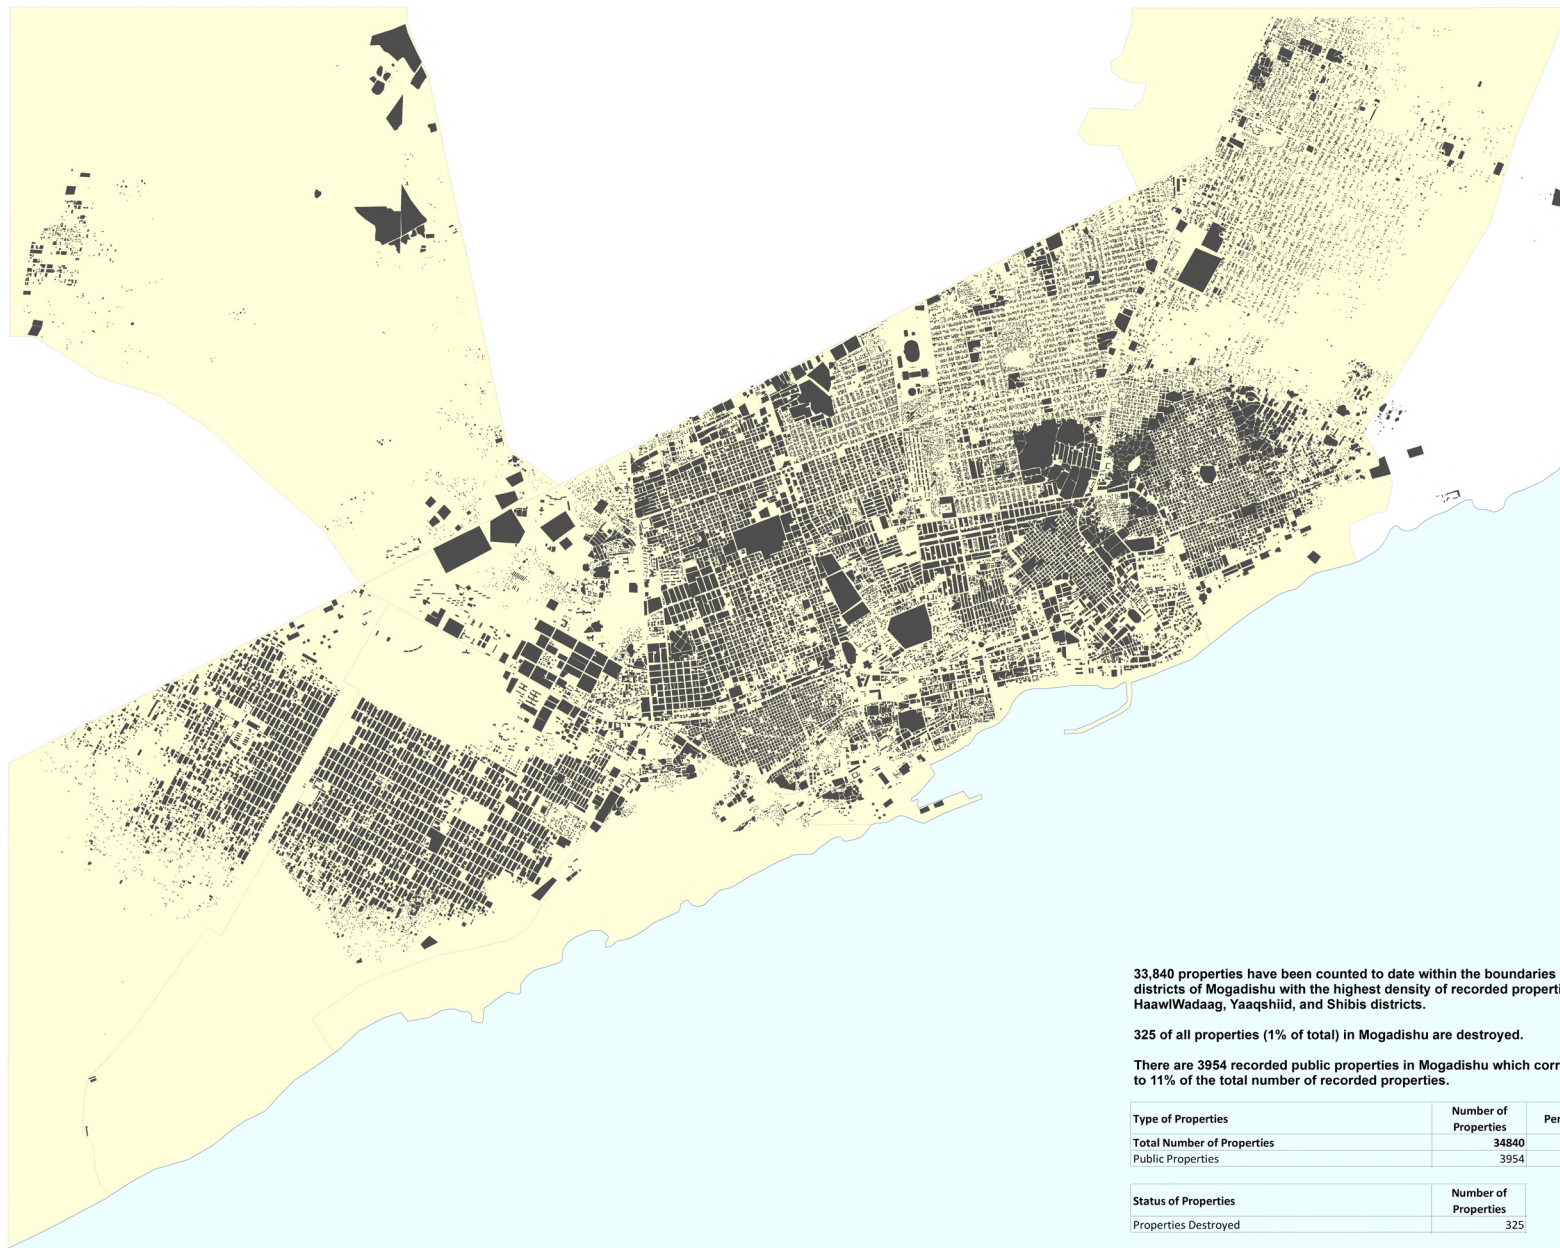 33,840 properties have been counted to date within the boundaries
districts of Mogadishu with the highest density of recorded properti
HaawlWadaag, Yaaqshiid, and Shibis districts.
325 of all properties (1% of total) in Mogadishu are destroyed.
There are 3954 recorded public properties in Mogadishu which corr
to 11% of the total number of recorded properties.
Type of Properties Number of Properties Per
Total Number of Properties 34840
Public Properties 3954
Status of Properties Number of Properties
Properties Destroyed 325